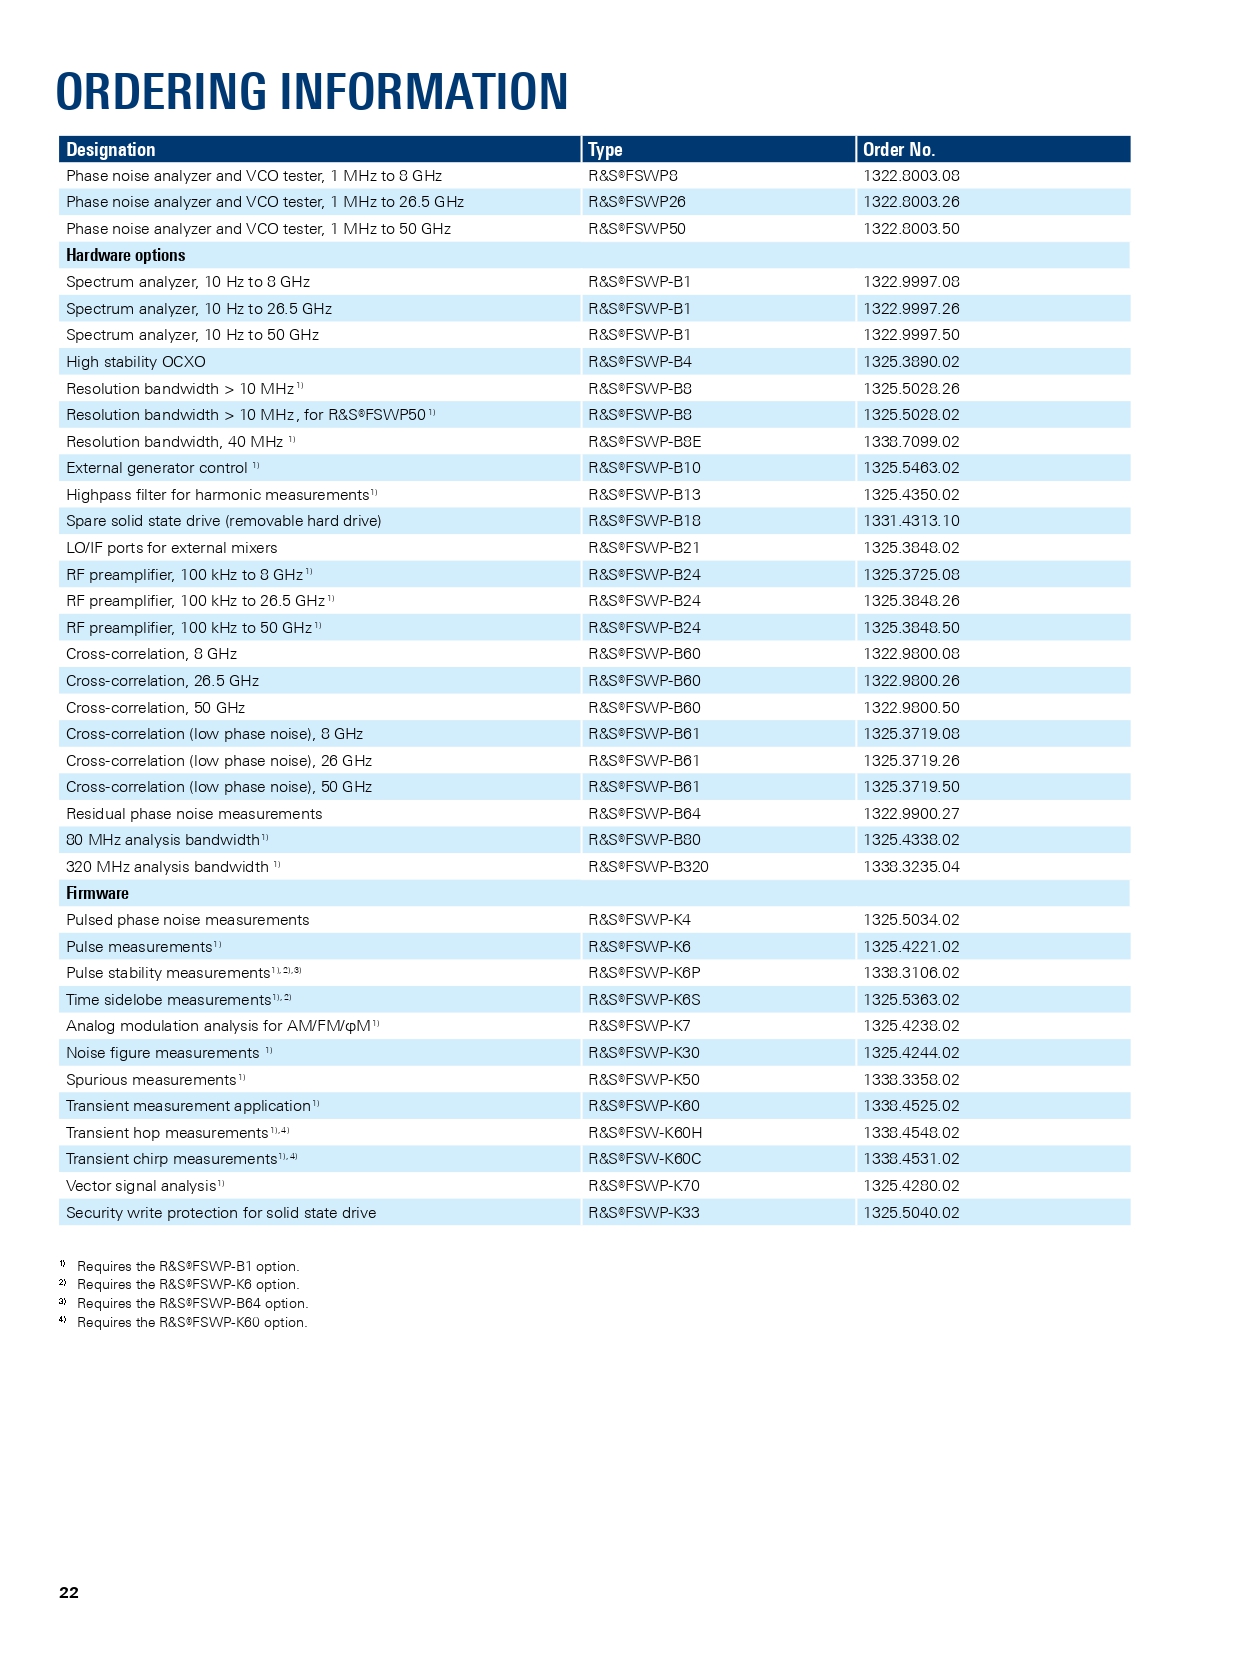 ORDERING INFORMATION
Designation Type Order No.
Phase noise analyzer and VCO tester, 1 MHz to 8 GHz R&S®FSWP8 1322.8003.08
Phase noise analyzer and VCO tester, 1 MHz to 26.5 GHz R&S®FSWP26 1322.8003.26
Phase noise analyzer and VCO tester, 1 MHz to 50 GHz R&S®FSWP50 1322.8003.50
Hardware options
Spectrum analyzer, 10 Hz to 8 GHz R&S®FSWP-B1 1322.9997.08
Spectrum analyzer, 10 Hz to 26.5 GHz R&S®FSWP-B1 1322.9997.26
Spectrum analyzer, 10 Hz to 50 GHz R&S®FSWP-B1 1322.9997.50
High stability OCXO R&S®FSWP-B4 1325.3890.02
Resolution bandwidth > 10 MHz 1) R&S®FSWP-B8 1325.5028.26
Resolution bandwidth > 10 MHz, for R&S®FSWP50 1) R&S®FSWP-B8 1325.5028.02
Resolution bandwidth, 40 MHz 1) R&S®FSWP-B8E 1338.7099.02
External generator control 1) R&S®FSWP-B10 1325.5463.02
Highpass filter for harmonic measurements 1) R&S®FSWP-B13 1325.4350.02
Spare solid state drive (removable hard drive) R&S®FSWP-B18 1331.4313.10
LO/IF ports for external mixers R&S®FSWP-B21 1325.3848.02
RF preamplifier, 100 kHz to 8 GHz 1) R&S®FSWP-B24 1325.3725.08
RF preamplifier, 100 kHz to 26.5 GHz 1) R&S®FSWP-B24 1325.3848.26
RF preamplifier, 100 kHz to 50 GHz 1) R&S®FSWP-B24 1325.3848.50
Cross-correlation, 8 GHz R&S®FSWP-B60 1322.9800.08
Cross-correlation, 26.5 GHz R&S®FSWP-B60 1322.9800.26
Cross-correlation, 50 GHz R&S®FSWP-B60 1322.9800.50
Cross-correlation (low phase noise), 8 GHz R&S®FSWP-B61 1325.3719.08
Cross-correlation (low phase noise), 26 GHz R&S®FSWP-B61 1325.3719.26
Cross-correlation (low phase noise), 50 GHz R&S®FSWP-B61 1325.3719.50
Residual phase noise measurements R&S®FSWP-B64 1322.9900.27
80 MHz analysis bandwidth 1) R&S®FSWP-B80 1325.4338.02
320 MHz analysis bandwidth 1) R&S®FSWP-B320 1338.3235.04
Firmware
Pulsed phase noise measurements R&S®FSWP-K4 1325.5034.02
Pulse measurements 1) R&S®FSWP-K6 1325.4221.02
Pulse stability measurements 1), 2), 3) R&S®FSWP-K6P 1338.3106.02
Time sidelobe measurements 1), 2) R&S®FSWP-K6S 1325.5363.02
Analog modulation analysis for AM/FM/φM 1) R&S®FSWP-K7 1325.4238.02
Noise figure measurements 1) R&S®FSWP-K30 1325.4244.02
Spurious measurements 1) R&S®FSWP-K50 1338.3358.02
Transient measurement application 1) R&S®FSWP-K60 1338.4525.02
Transient hop measurements 1), 4) R&S®FSW-K60H 1338.4548.02
Transient chirp measurements 1), 4) R&S®FSW-K60C 1338.4531.02
Vector signal analysis 1) R&S®FSWP-K70 1325.4280.02
Security write protection for solid state drive R&S®FSWP-K33 1325.5040.02
1) Requires the R&S®FSWP-B1 option.
2) Requires the R&S®FSWP-K6 option.
3) Requires the R&S®FSWP-B64 option.
4) Requires the R&S®FSWP-K60 option.
22